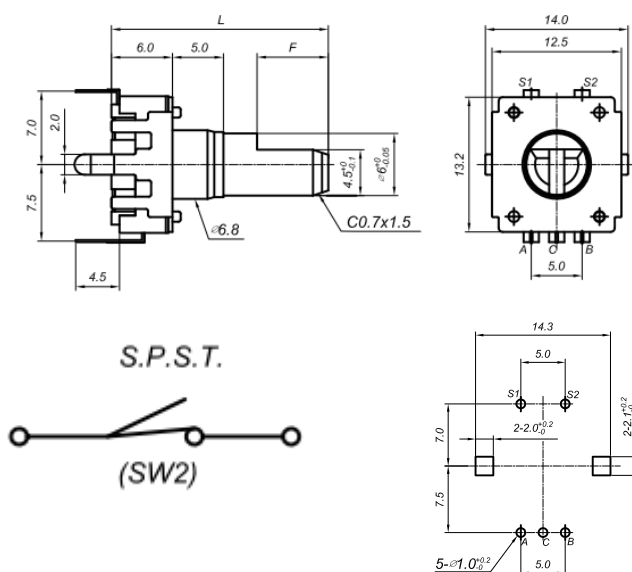 L
6.0 5.0 F
7.0
2.0
7.5
4.5
4.5+0 -0.1
⌀6+0 -0.05
⌀6.8
C0.7x1.5
14.0
12.5
S1 S2
13.2
A C B
5.0
S.P.S.T.
(SW2)
14.3
5.0
S1 S2
7.0
2-2.0+0.2 -0
2-2.1+0.2 -0
7.5
A C B
5-⌀1.0+0.2 -0
5.0